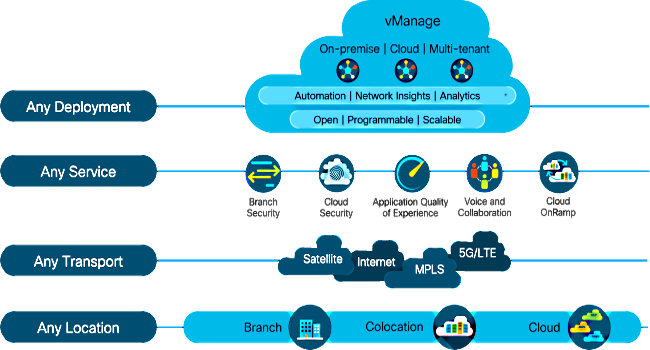 vManage
On-premise | Cloud | Multi-tenant
Automation | Network Insights | Analytics
Any Deployment
Open | Programmable | Scalable
Any Service
Branch
Security
Cloud
Security
Application Quality
of Experience
Voice and
Collaboration
Cloud
OnRamp
Any Transport
Satellite
Internet
MPLS
5G/LTE
Any Location
Branch
Colocation
Cloud